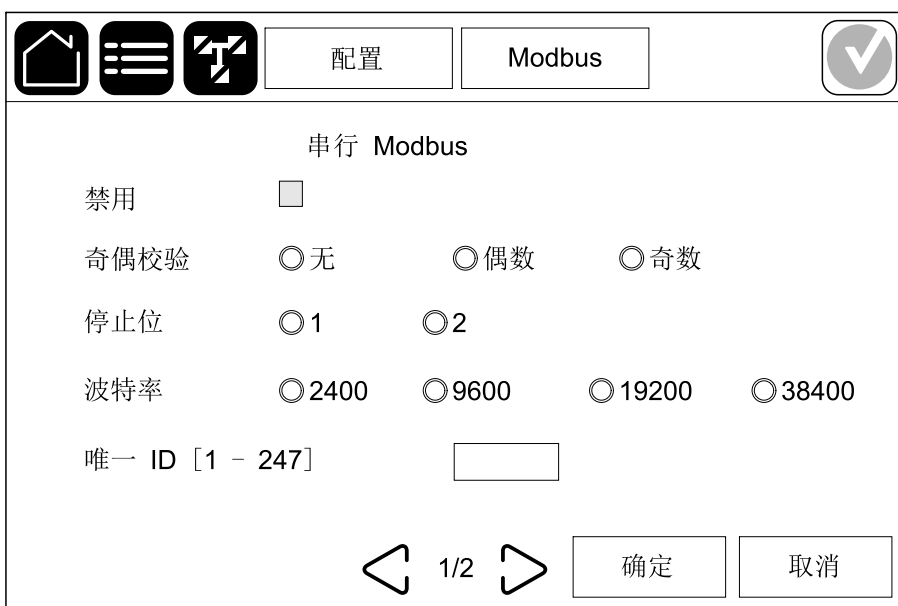 配置 Modbus
串行 Modbus
禁用
奇偶校验 无 偶数 奇数
停止位 1 2
波特率 2400 9600 19200 38400
唯一 ID [1 - 247]
1/2 确定 取消